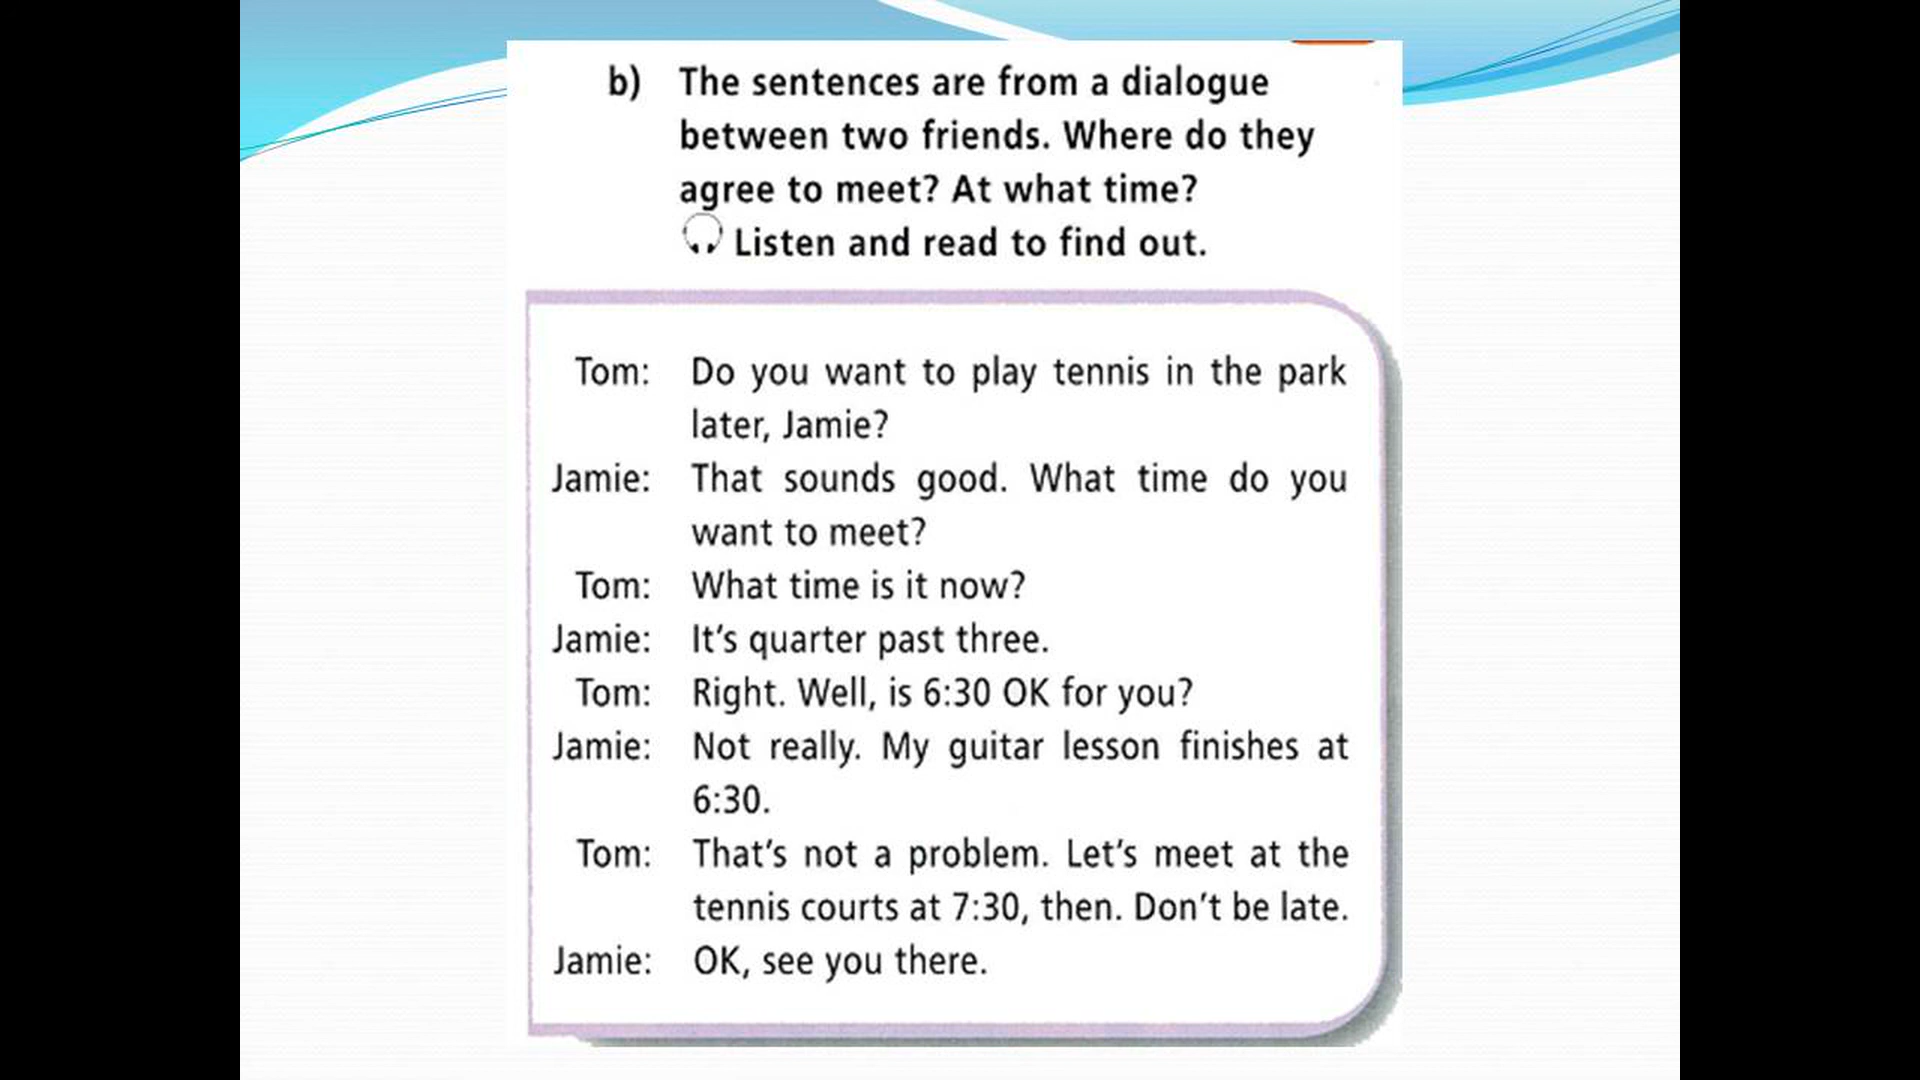 b) The sentences are from a dialogue
between two friends. Where do they
agree to meet? At what time?
Listen and read to find out.
Tom: Do you want to play tennis in the park
later, Jamie?
Jamie: That sounds good. What time do you
want to meet?
Tom: What time is it now?
Jamie: It's quarter past three.
Tom: Right. Well, is 6:30 OK for you?
Jamie: Not really. My guitar lesson finishes at
6:30.
Tom: That's not a problem. Let's meet at the
tennis courts at 7:30, then. Don't be late.
Jamie: OK, see you there.